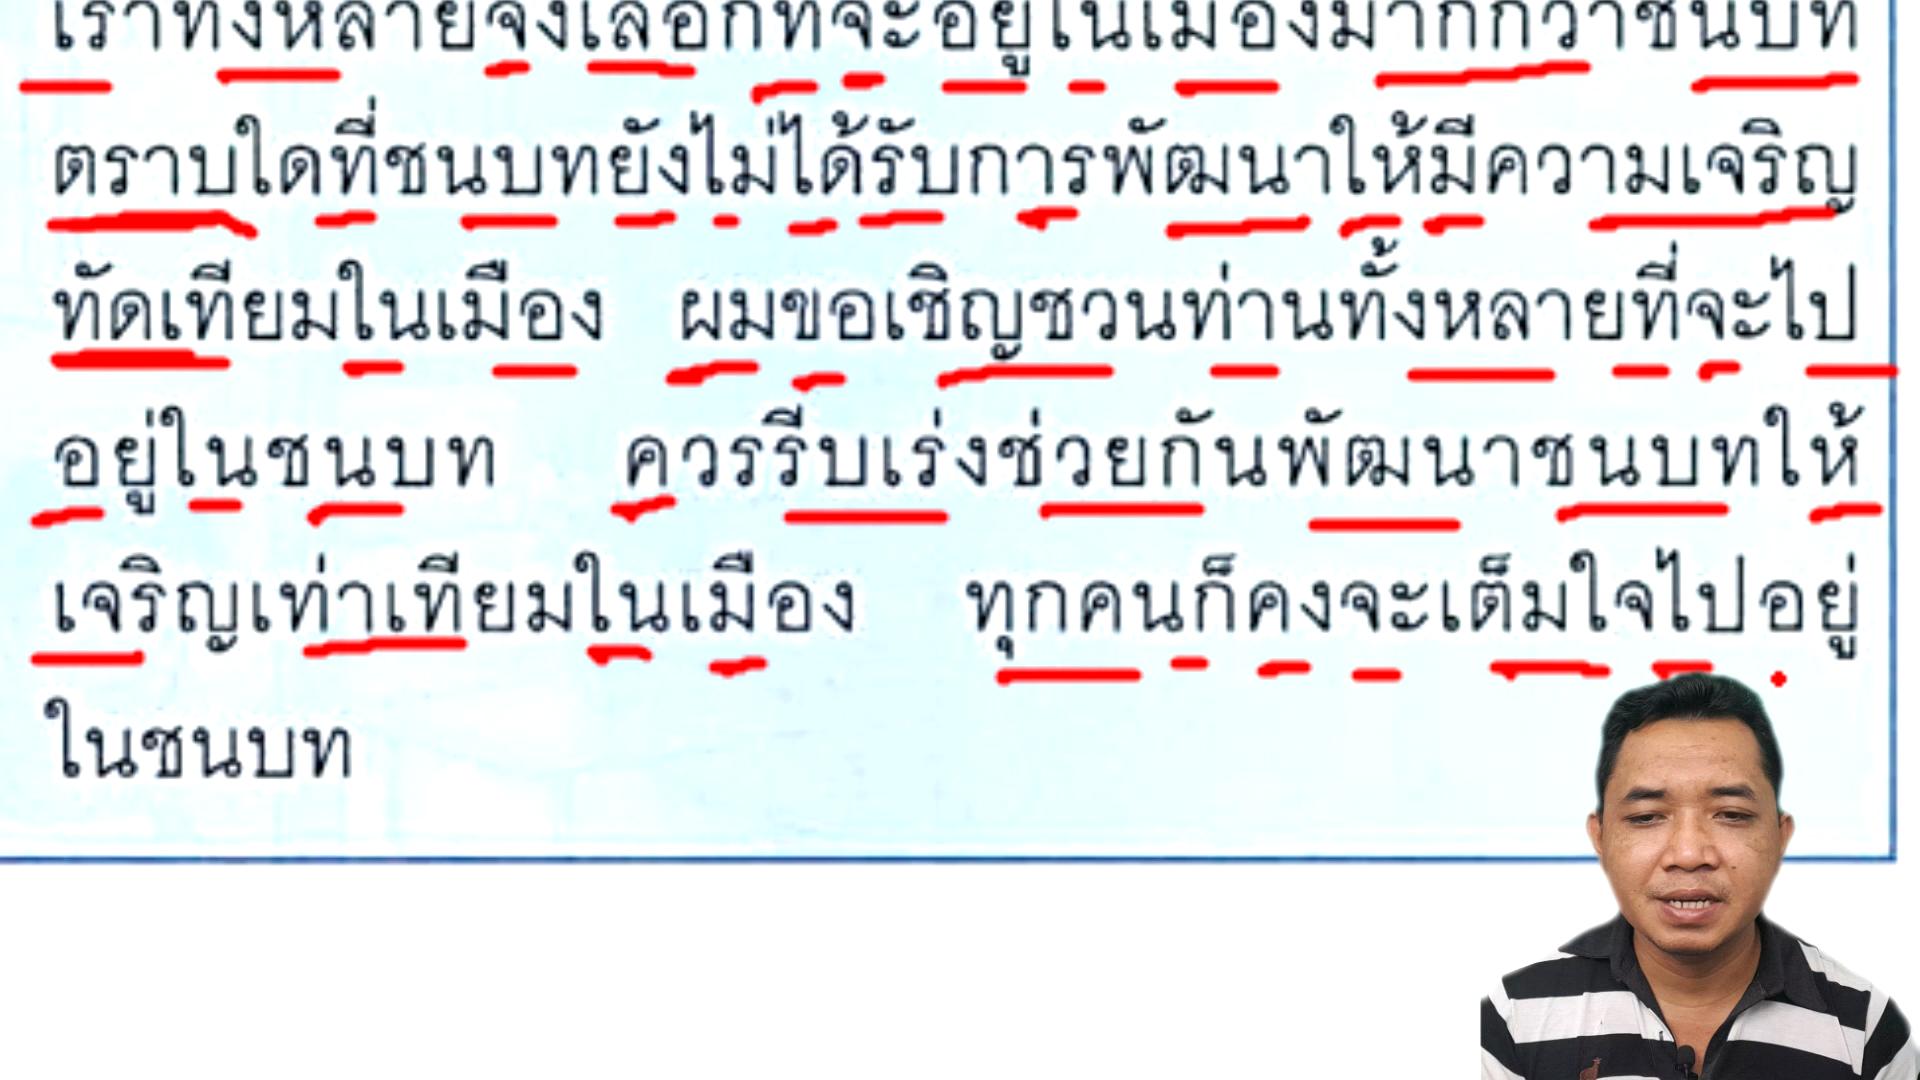 เราทั้งหลายจึงเลือกที่จะอยู่ในเมืองมากกว่าชนบท
ตราบใดที่ชนบทยังไม่ได้รับการพัฒนาให้มีความเจริญ
ทัดเทียมในเมือง ผมขอเชิญชวนท่านทั้งหลายที่จะไป
อยู่ในชนบท ควรรีบเร่งช่วยกันพัฒนาชนบทให้
เจริญเท่าเทียมในเมือง ทุกคนก็คงจะเต็มใจไปอยู่
ในชนบท